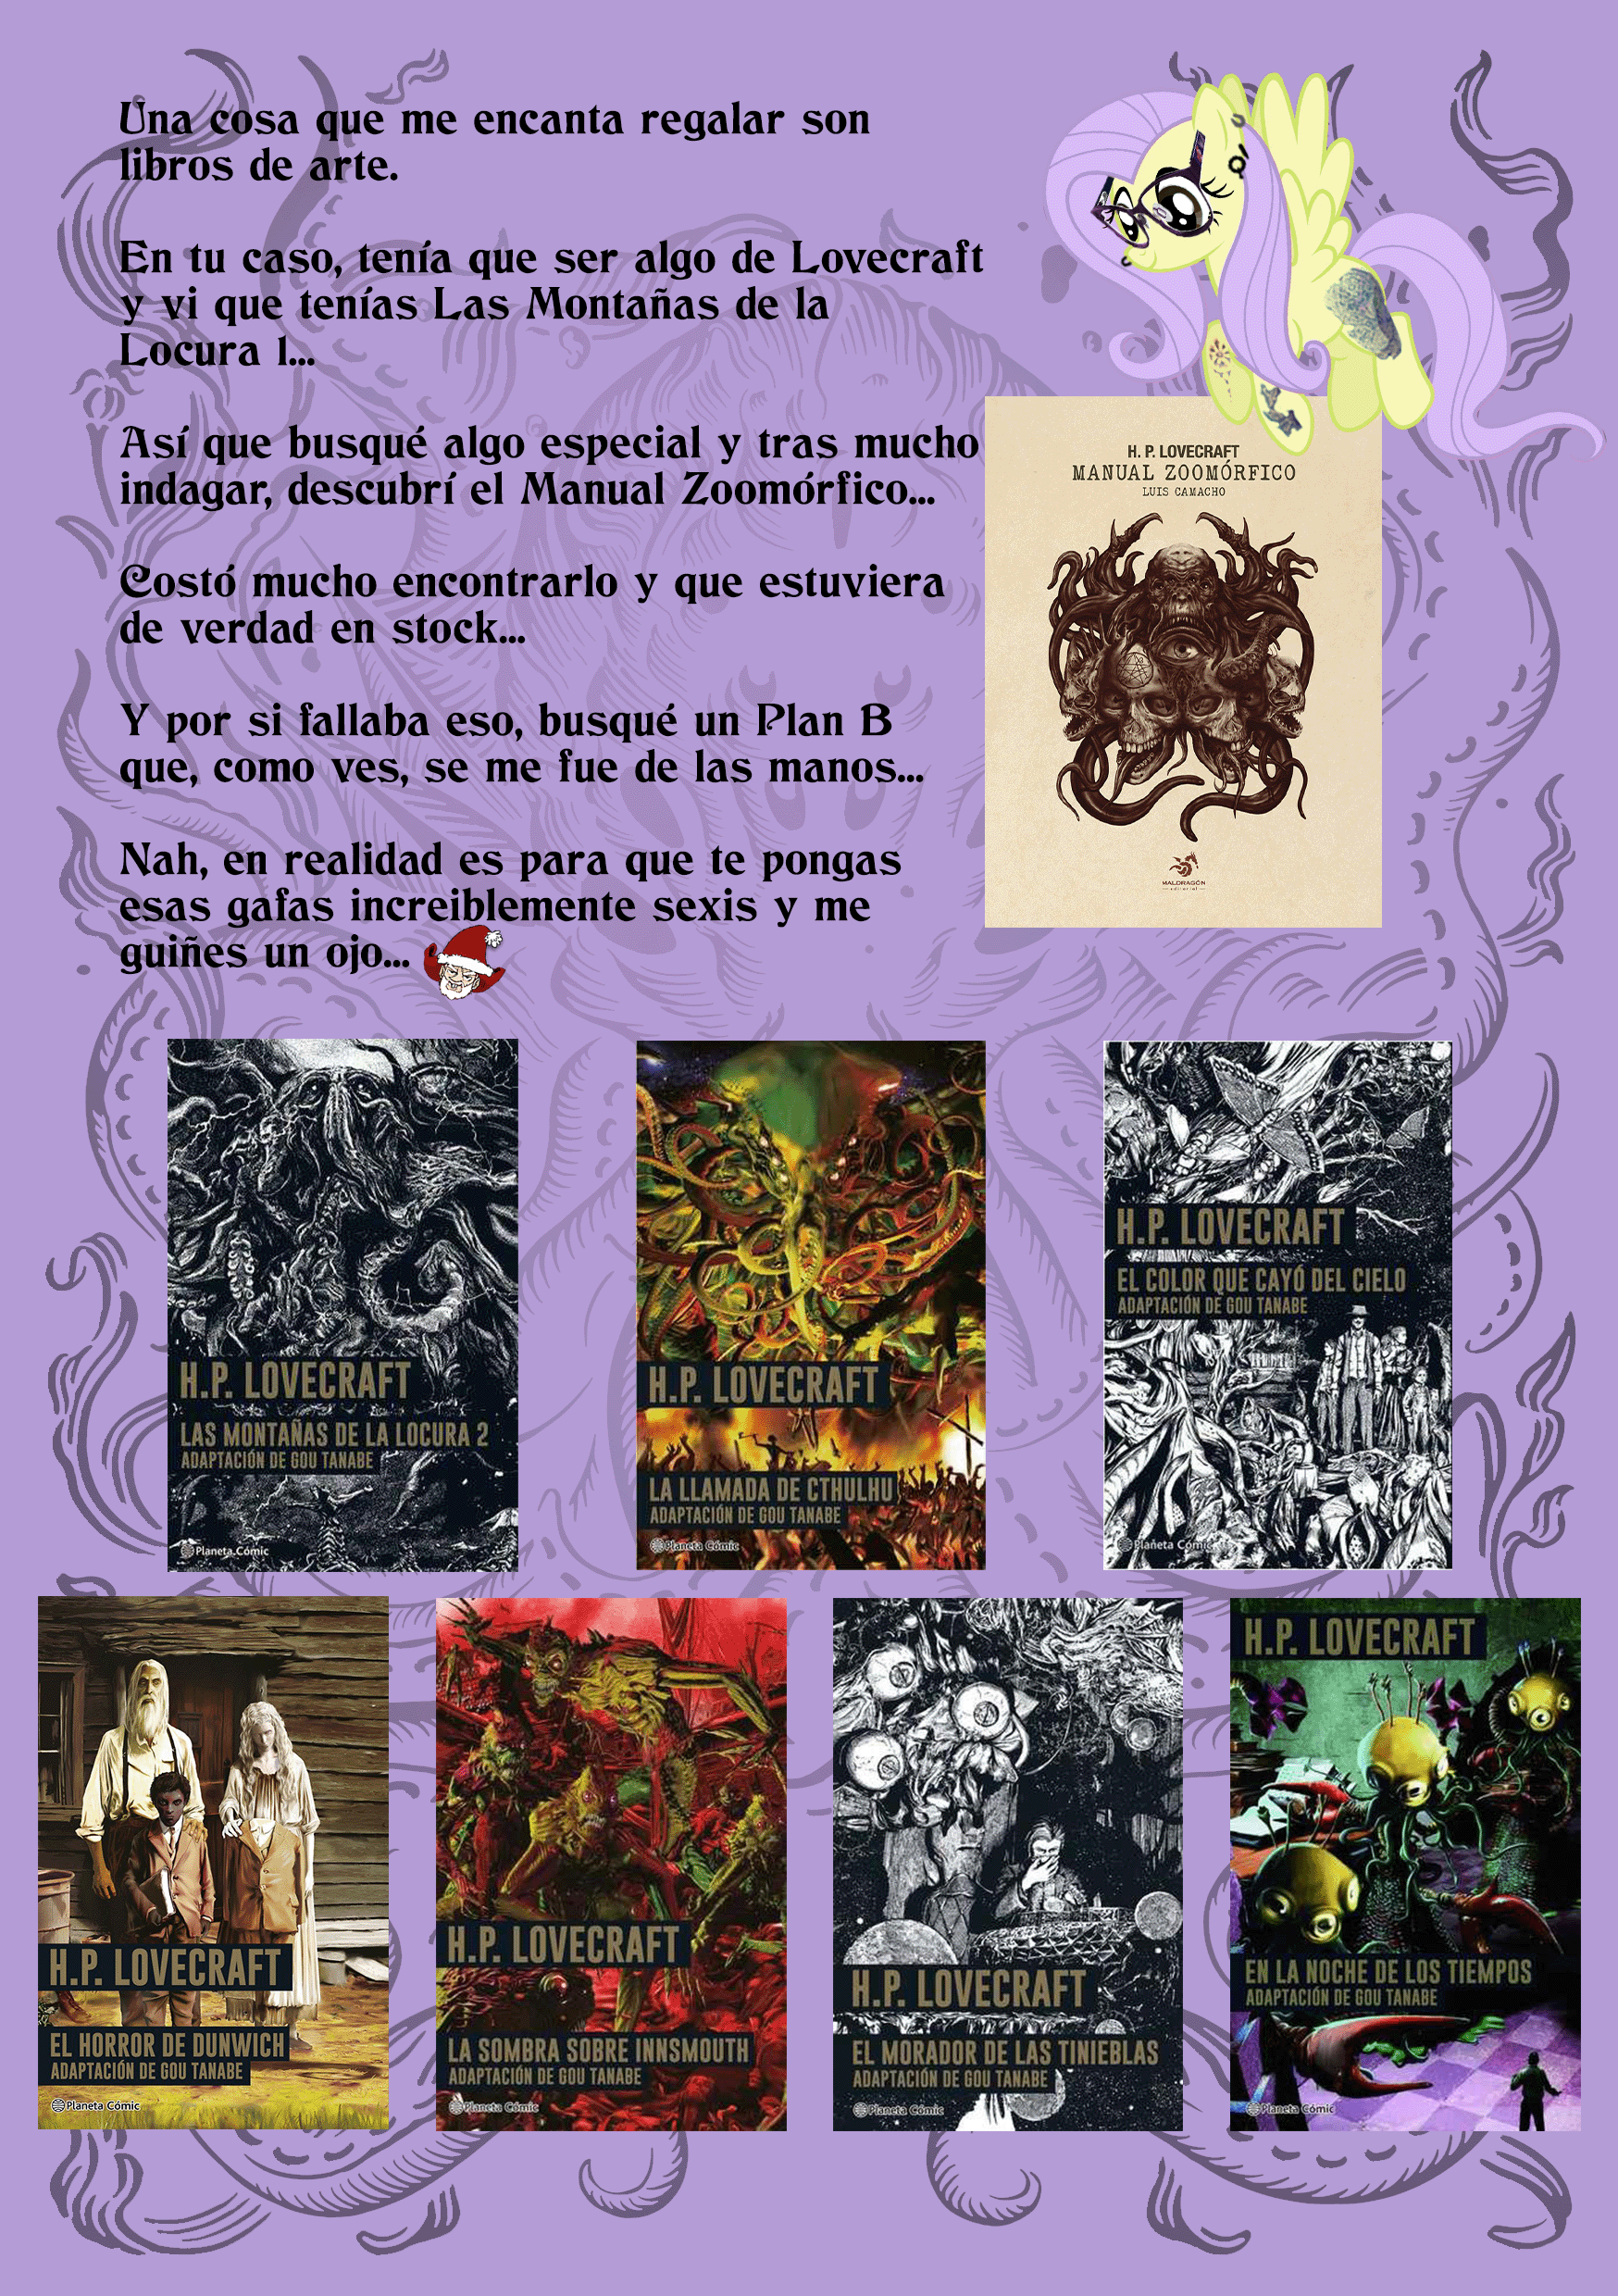 Una cosa que me encanta regalar son
libros de arte.
En tu caso, tenía que ser algo de Lovecraft
y vi que tenías Las Montañas de la
Locura 1...
Así que busqué algo especial y tras mucho
indagar, descubrí el Manual Zoomórfico...
Costó mucho encontrarlo y que estuviera
de verdad en stock...
Y por si fallaba eso, busqué un Plan B
que, como ves, se me fue de las manos...
Nah, en realidad es para que te pongas
esas gafas increiblemente sexis y me
guiñes un ojo...
H. P. LOVECRAFT
MANUAL ZOOMÓRFICO
LUIS CAMACHO
MALDRAGÓN
editorial
H.P. LOVECRAFT
LAS MONTAÑAS DE LA LOCURA 2
ADAPTACIÓN DE GOU TANABE
Planeta Cómic
H.P. LOVECRAFT
LA LLAMADA DE CTHULHU
ADAPTACIÓN DE GOU TANABE
Planeta Cómic
H.P. LOVECRAFT
EL COLOR QUE CAYÓ DEL CIELO
ADAPTACIÓN DE GOU TANABE
Planeta Cómic
H.P. LOVECRAFT
EL HORROR DE DUNWICH
ADAPTACIÓN DE GOU TANABE
Planeta Cómic
H.P. LOVECRAFT
LA SOMBRA SOBRE INNSMOUTH
ADAPTACIÓN DE GOU TANABE
Planeta Cómic
H.P. LOVECRAFT
EL MORADOR DE LAS TINIEBLAS
ADAPTACIÓN DE GOU TANABE
Planeta Cómic
H.P. LOVECRAFT
EN LA NOCHE DE LOS TIEMPOS
ADAPTACIÓN DE GOU TANABE
Planeta Cómic